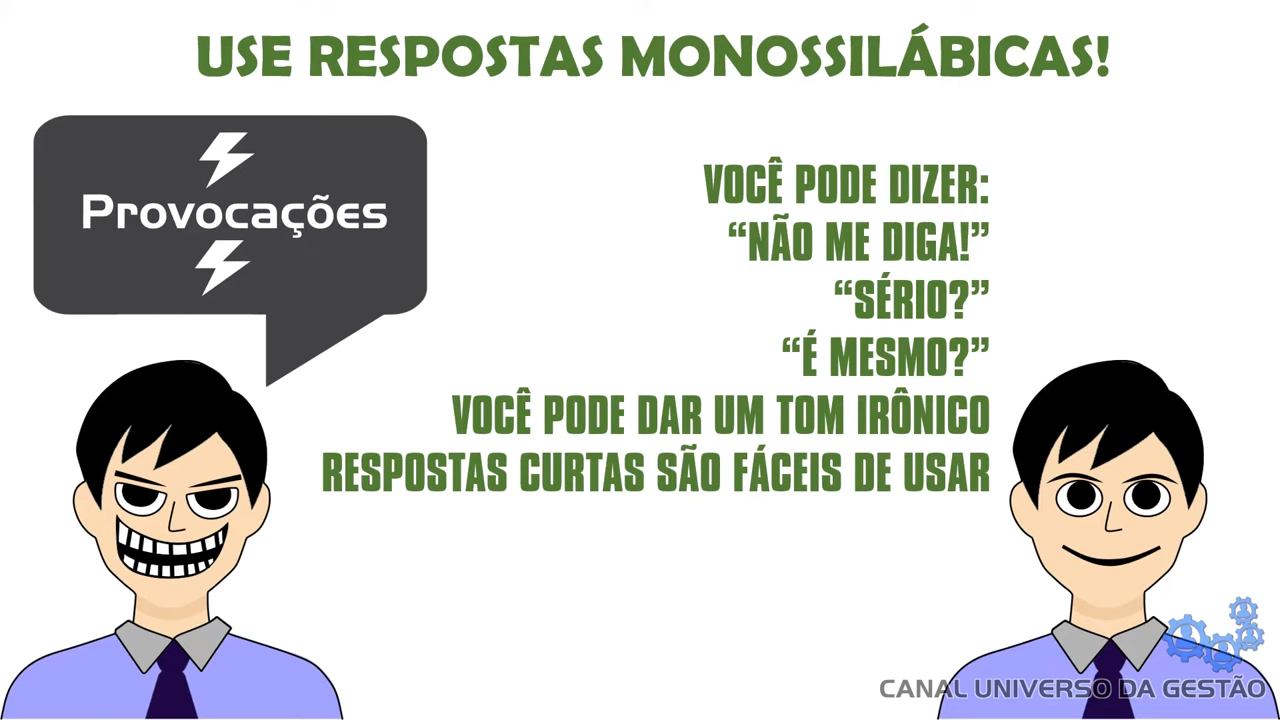 USE RESPOSTAS MONOSSILÁBICAS!
Provocações
VOCÊ PODE DIZER:
“NÃO ME DIGA!”
“SÉRIO?”
“É MESMO?”
VOCÊ PODE DAR UM TOM IRÔNICO
RESPOSTAS CURTAS SÃO FÁCEIS DE USAR
CANAL UNIVERSO DA GESTÃO